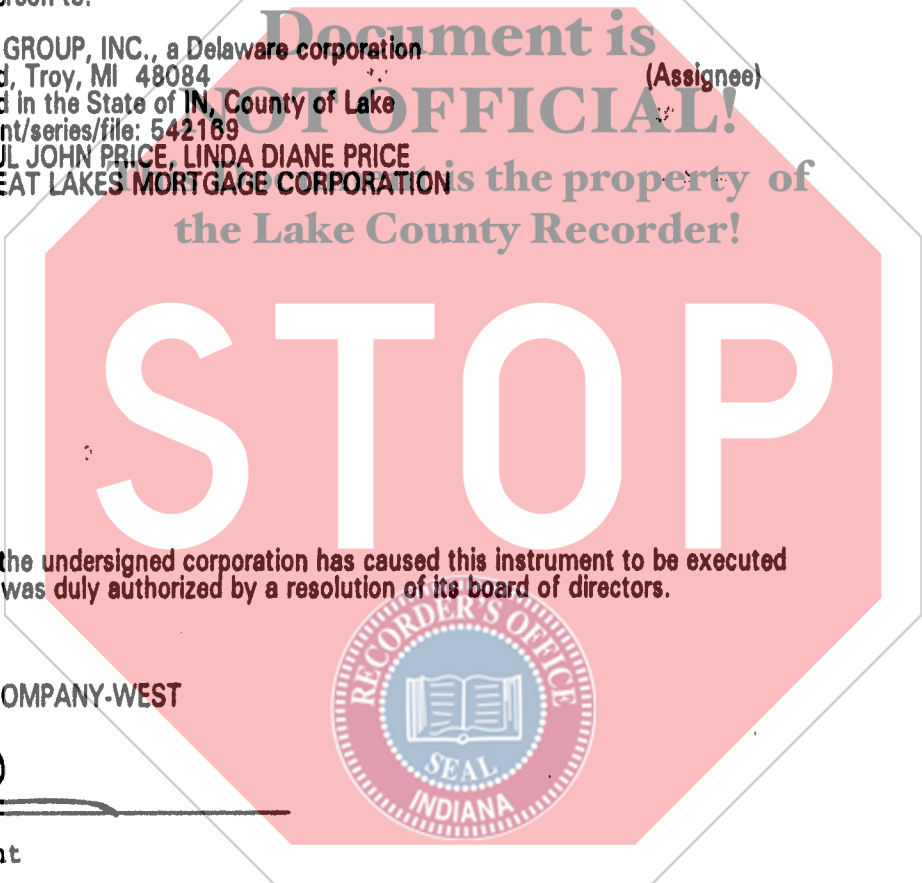 GROUP, INC., a Delaware corporation
Document is
Troy, MI 48084 (Assignee)
in the State of IN, County of Lake
NOT OFFICIAL!
nt/series/file: 542169
JOHN PRICE, LINDA DIANE PRICE
EAT LAKES MORTGAGE CORPORATION
This Document is the property of
the Lake County Recorder!
STOP
the undersigned corporation has caused this instrument to be executed
was duly authorized by a resolution of its board of directors.
RECORDER'S OFFICE
OMPANY-WEST
SEAL
INDIANA